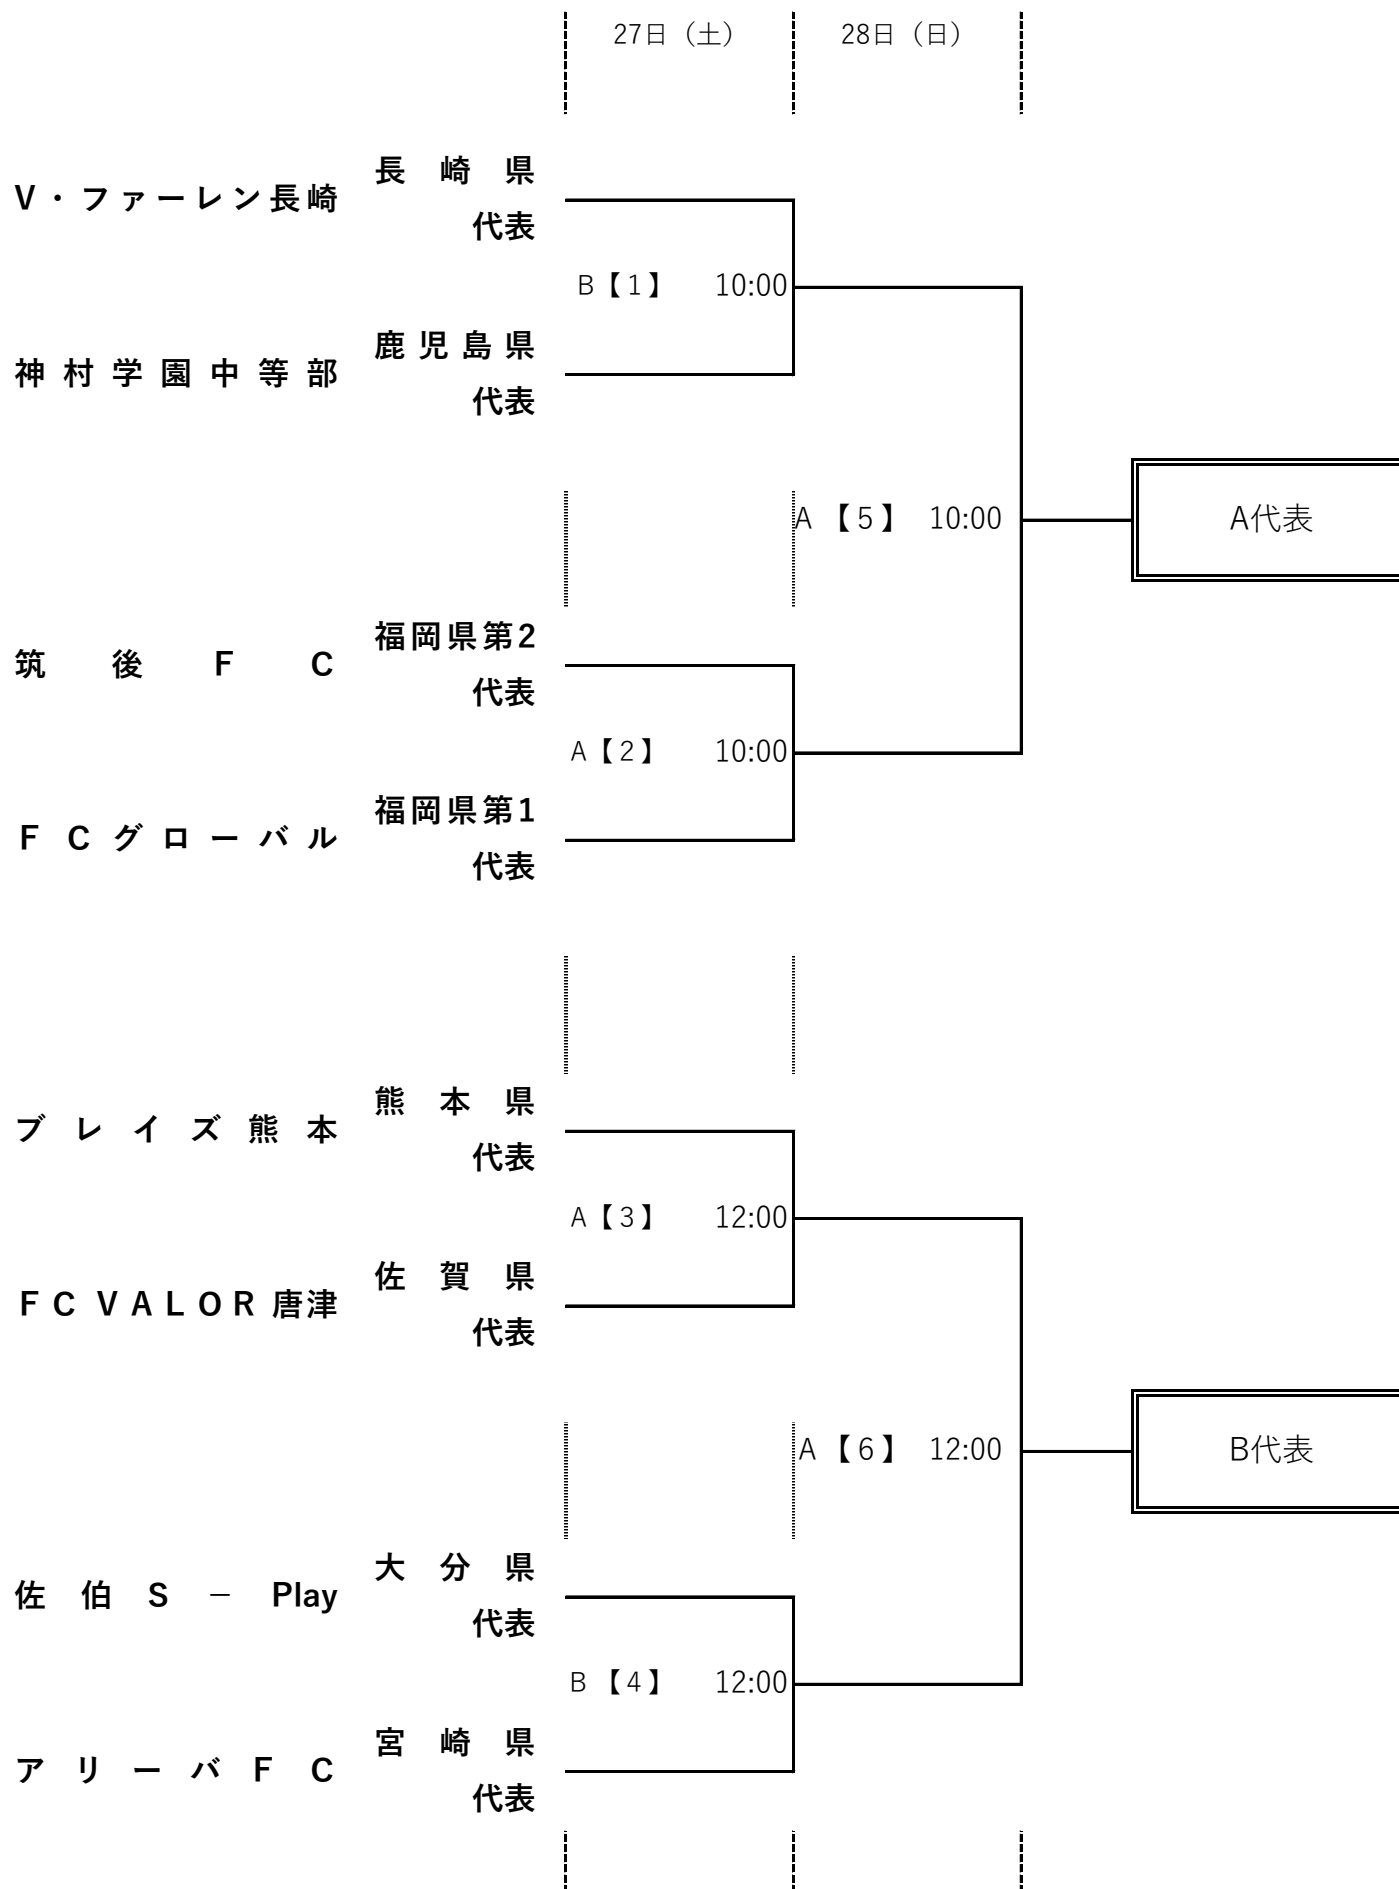 27日（土） 28日（日）
長崎県
V・ファーレン長崎
代表
B【1】 10:00
鹿児島県
神村学園中等部
代表
A【5】 10:00
A代表
福岡県第2
筑後FC
代表
A【2】 10:00
福岡県第1
FCグローバル
代表
熊本県
ブレイズ熊本
代表
A【3】 12:00
佐賀県
FC VALOR唐津
代表
A【6】 12:00
B代表
大分県
佐伯S－Play
代表
B【4】 12:00
宮崎県
アリーバFC
代表